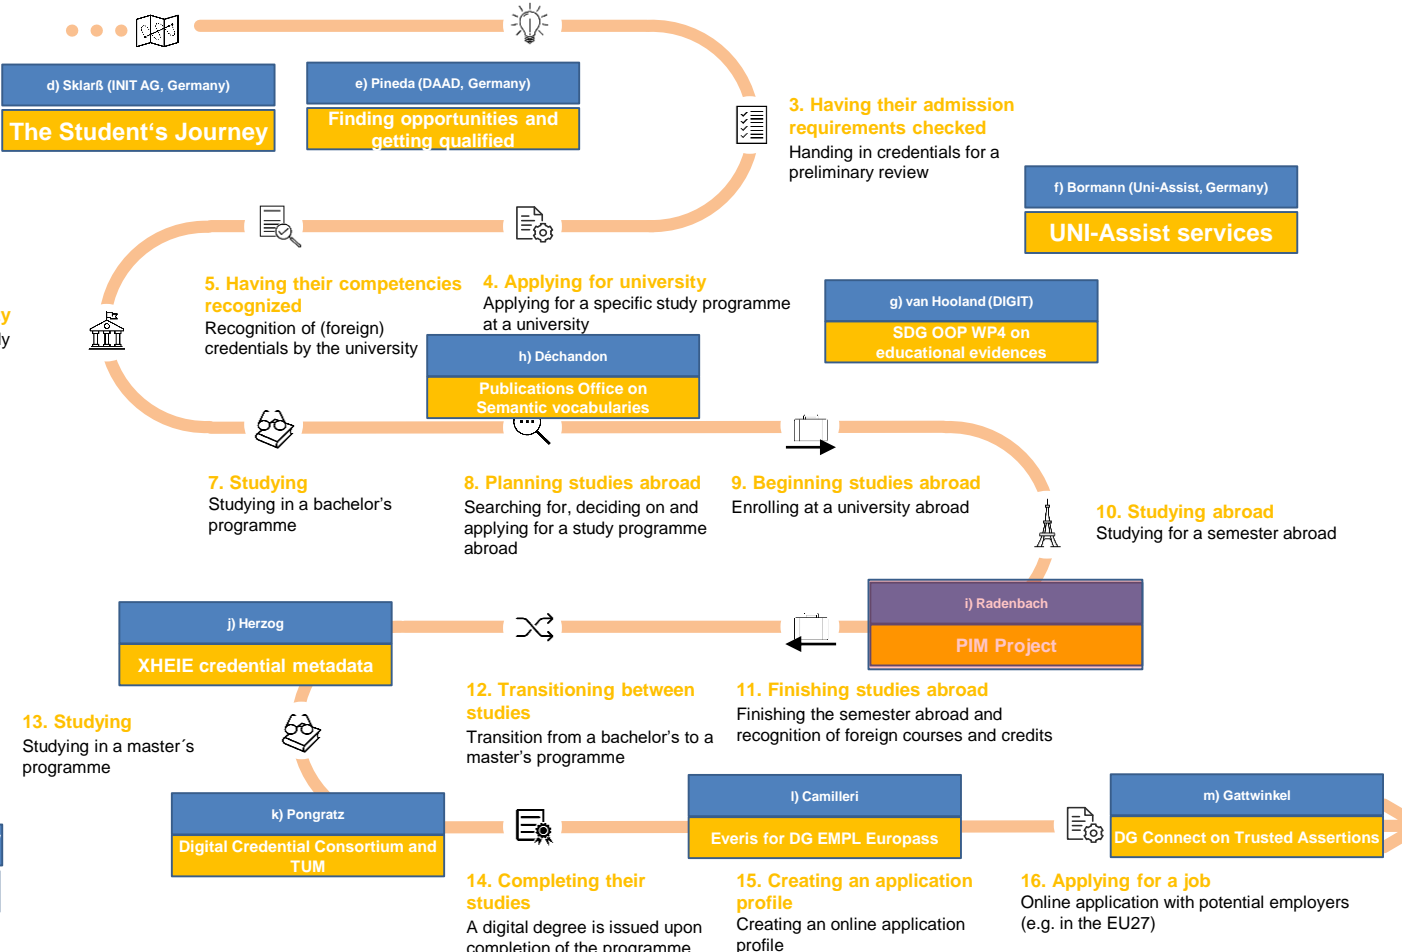 d) Sklarß (INIT AG, Germany)
The Student‘s Journey
e) Pineda (DAAD, Germany)
Finding opportunities and
getting qualified
3. Having their admission
requirements checked
Handing in credentials for a
preliminary review
f) Bormann (Uni-Assist, Germany)
UNI-Assist services
5. Having their competencies
recognized
Recognition of (foreign)
credentials by the university
4. Applying for university
Applying for a specific study programme
at a university
g) van Hooland (DIGIT)
SDG OOP WP4 on
educational evidences
y
ly
h) Déchandon
Publications Office on
Semantic vocabularies
7. Studying
Studying in a bachelor's
programme
8. Planning studies abroad
Searching for, deciding on and
applying for a study programme
abroad
9. Beginning studies abroad
Enrolling at a university abroad
10. Studying abroad
Studying for a semester abroad
i) Radenbach
PIM Project
j) Herzog
XHEIE credential metadata
12. Transitioning between
studies
Transition from a bachelor's to a
master's programme
11. Finishing studies abroad
Finishing the semester abroad and
recognition of foreign courses and credits
13. Studying
Studying in a master´s
programme
k) Pongratz
Digital Credential Consortium and
TUM
l) Camilleri
Everis for DG EMPL Europass
m) Gattwinkel
DG Connect on Trusted Assertions
14. Completing their
studies
A digital degree is issued upon
completion of the programme
15. Creating an application
profile
Creating an online application
profile
16. Applying for a job
Online application with potential employers
(e.g. in the EU27)